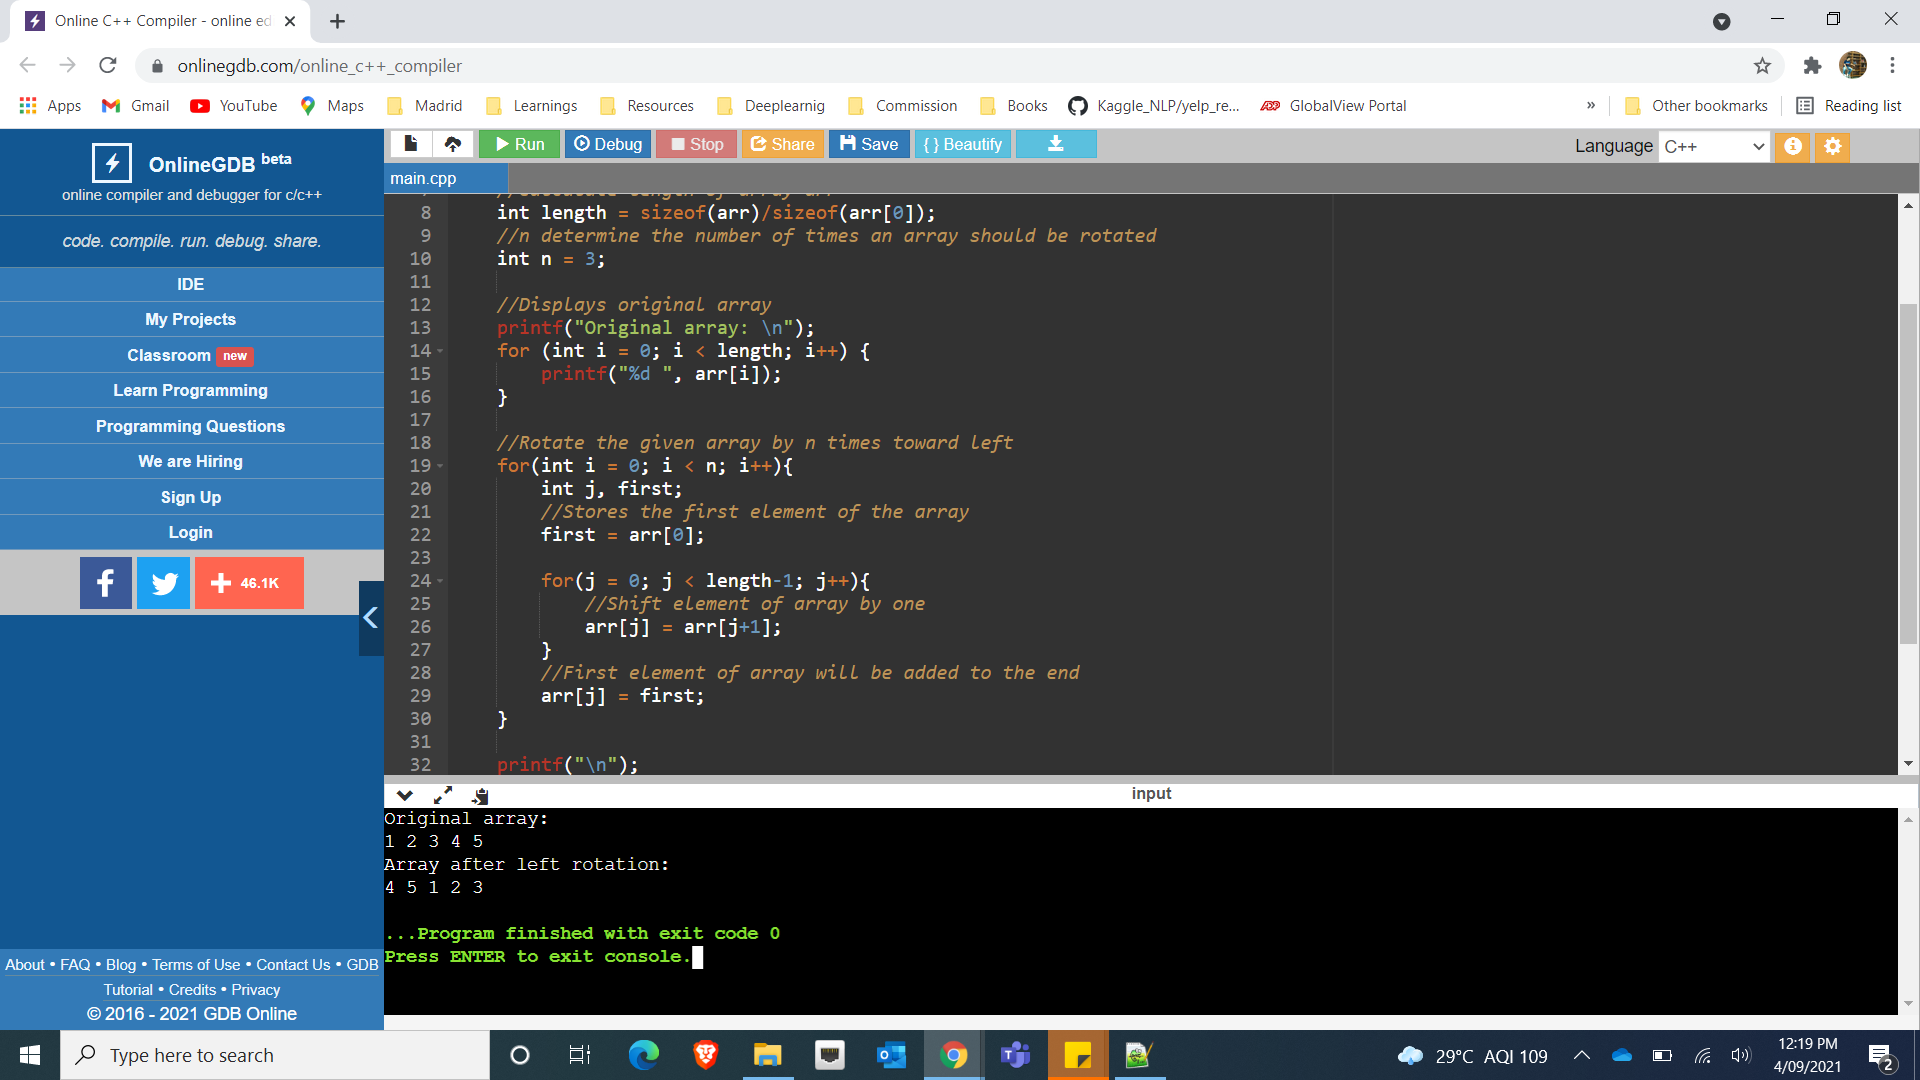 Online C++ Compiler - online ed
onlinegdb.com/online_c++_compiler
Apps Gmail YouTube Maps Madrid Learnings Resources Deeplearnig Commission Books Kaggle_NLP/yelp_re... GlobalView Portal » Other bookmarks Reading list
OnlineGDB beta
online compiler and debugger for c/c++
code. compile. run. debug. share.
IDE
My Projects
Classroom new
Learn Programming
Programming Questions
We are Hiring
Sign Up
Login
46.1K
About • FAQ • Blog • Terms of Use • Contact Us • GDB
Tutorial • Credits • Privacy
© 2016 - 2021 GDB Online
Run Debug Stop Share Save { } Beautify
Language C++
main.cpp
8 int length = sizeof(arr)/sizeof(arr[0]);
9 //n determine the number of times an array should be rotated
10 int n = 3;
11
12 //Displays original array
13 printf("Original array: \n");
14 for (int i = 0; i < length; i++) {
15 printf("%d ", arr[i]);
16 }
17
18 //Rotate the given array by n times toward left
19 for(int i = 0; i < n; i++){
20 int j, first;
21 //Stores the first element of the array
22 first = arr[0];
23
24 for(j = 0; j < length-1; j++){
25 //Shift element of array by one
26 arr[j] = arr[j+1];
27 }
28 //First element of array will be added to the end
29 arr[j] = first;
30 }
31
32 printf("\n");
input
Original array:
1 2 3 4 5
Array after left rotation:
4 5 1 2 3
...Program finished with exit code 0
Press ENTER to exit console.
Type here to search
29°C AQI 109
12:19 PM
4/09/2021
2